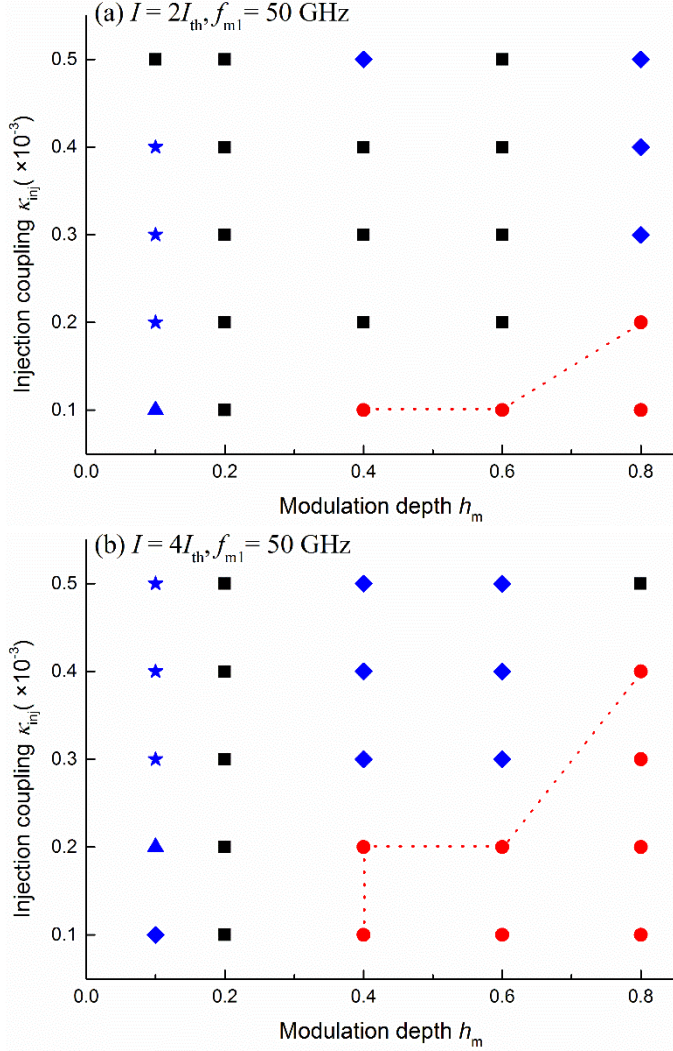 (a) I = 2Ith, fm1 = 50 GHz
0.5
0.4
0.3
0.2
0.1
Injection coupling κinj( ×10-3)
0.0 0.2 0.4 0.6 0.8
Modulation depth hm
(b) I = 4Ith, fm1 = 50 GHz
0.5
0.4
0.3
0.2
0.1
Injection coupling κinj( ×10-3)
0.0 0.2 0.4 0.6 0.8
Modulation depth hm